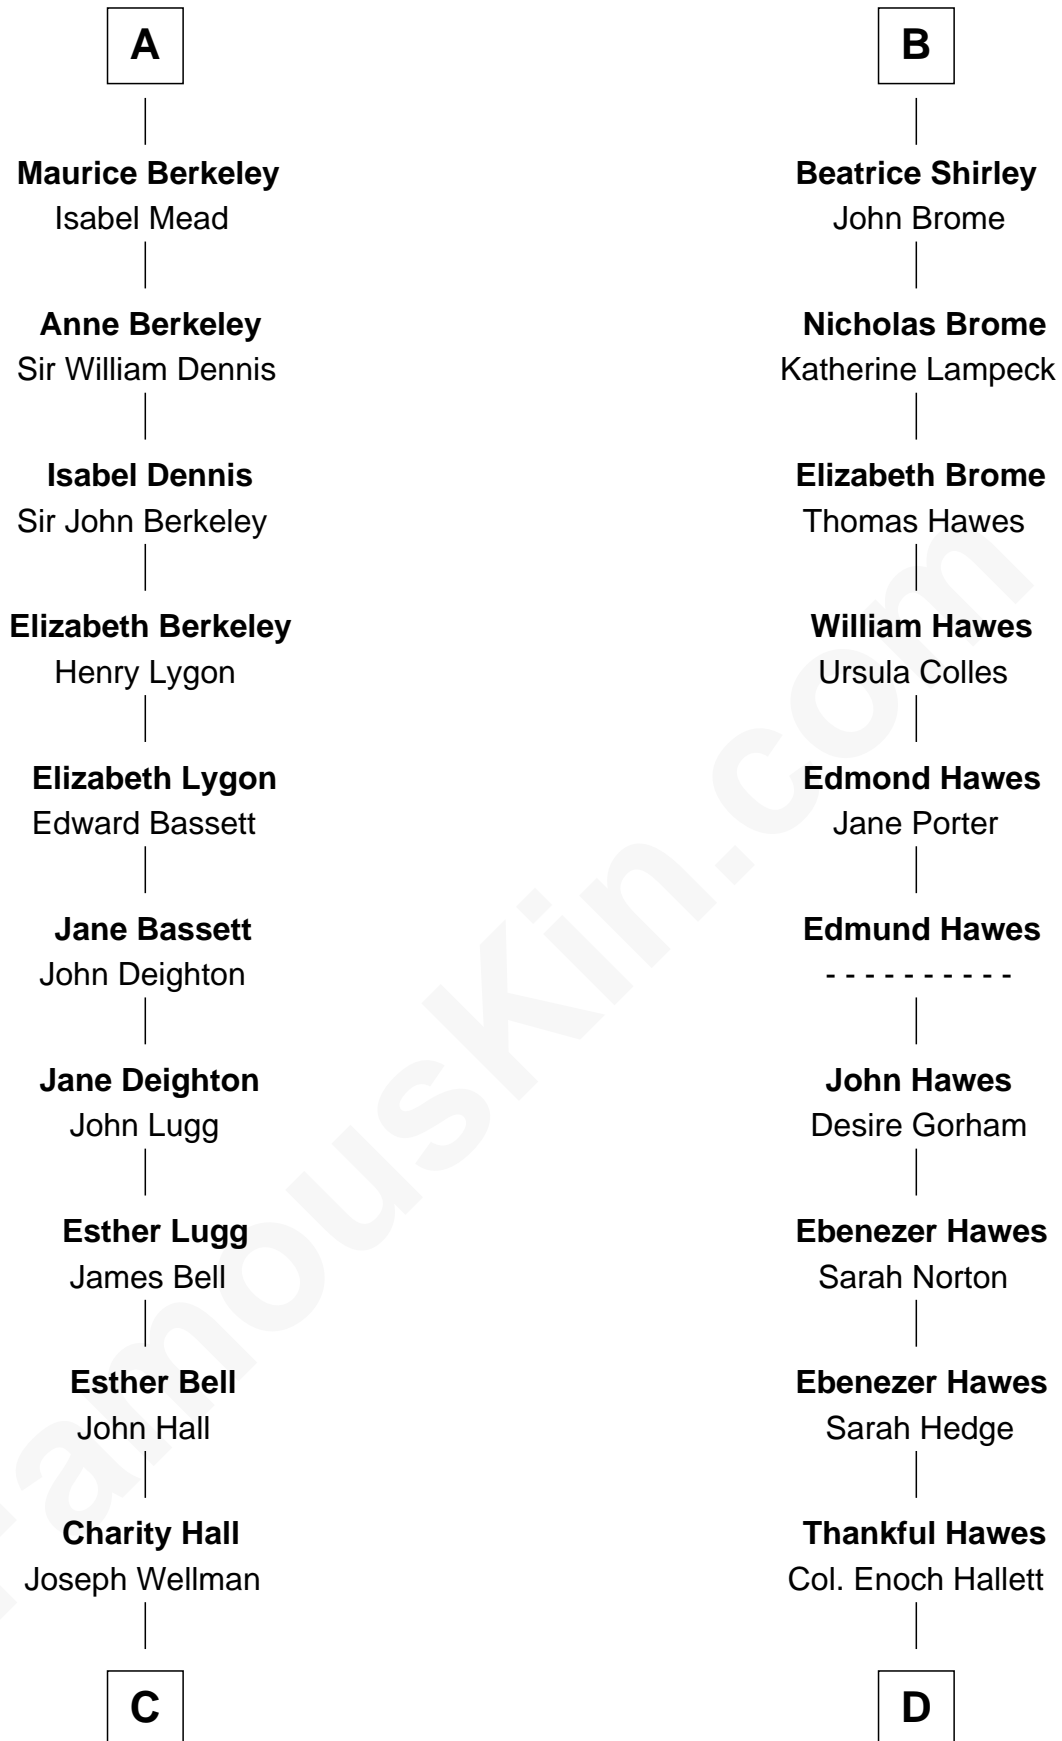 A
Maurice Berkeley
Isabel Mead
Anne Berkeley
Sir William Dennis
Isabel Dennis
Sir John Berkeley
Elizabeth Berkeley
Henry Lygon
Elizabeth Lygon
Edward Bassett
Jane Bassett
John Deighton
Jane Deighton
John Lugg
Esther Lugg
James Bell
Esther Bell
John Hall
Charity Hall
Joseph Wellman
C
B
Beatrice Shirley
John Brome
Nicholas Brome
Katherine Lampeck
Elizabeth Brome
Thomas Hawes
William Hawes
Ursula Colles
Edmond Hawes
Jane Porter
Edmund Hawes
- - - - - - - - - -
John Hawes
Desire Gorham
Ebenezer Hawes
Sarah Norton
Ebenezer Hawes
Sarah Hedge
Thankful Hawes
Col. Enoch Hallett
D
FamousKin.com